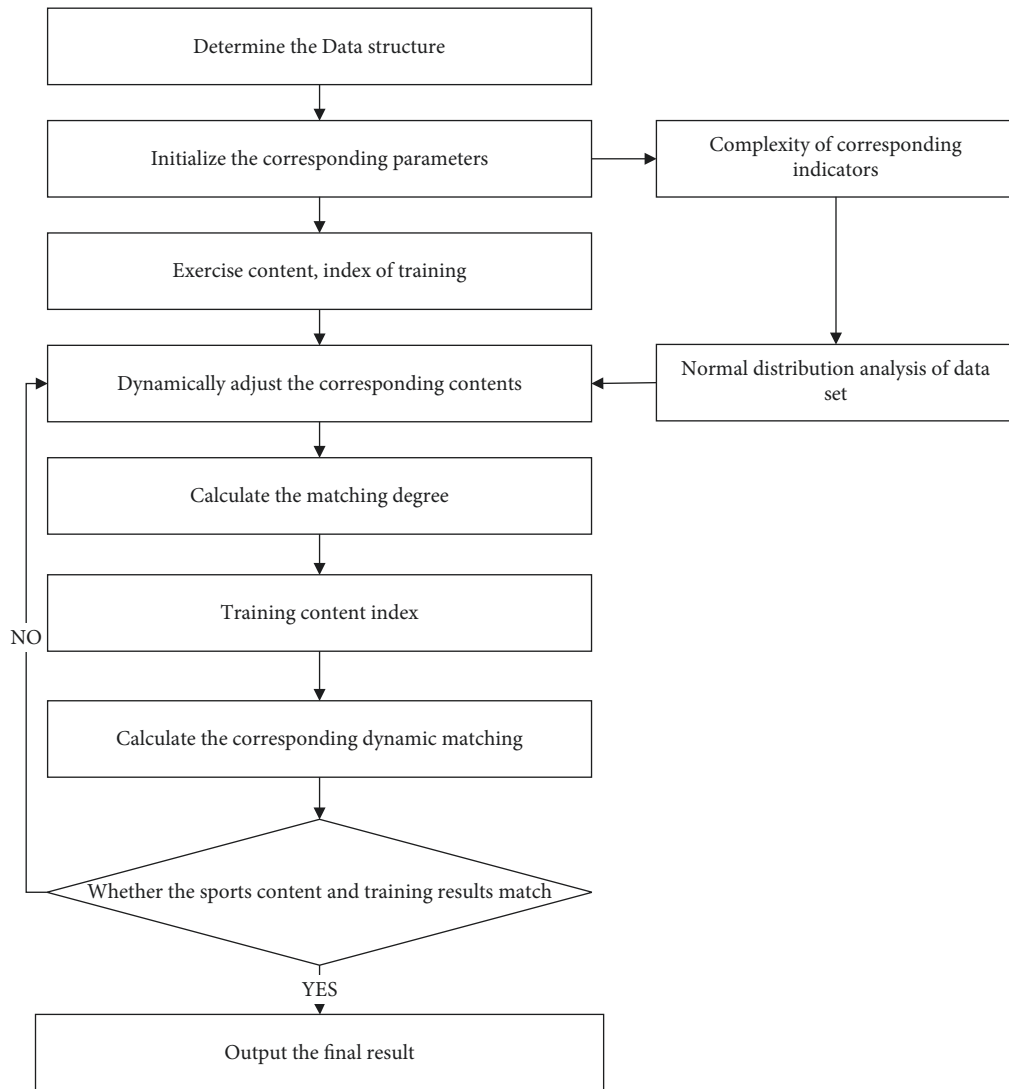 Determine the Data structure
Initialize the corresponding parameters
Complexity of corresponding
indicators
Exercise content, index of training
Dynamically adjust the corresponding contents
Normal distribution analysis of data
set
Calculate the matching degree
Training content index
NO
Calculate the corresponding dynamic matching
Whether the sports content and training results match
YES
Output the final result